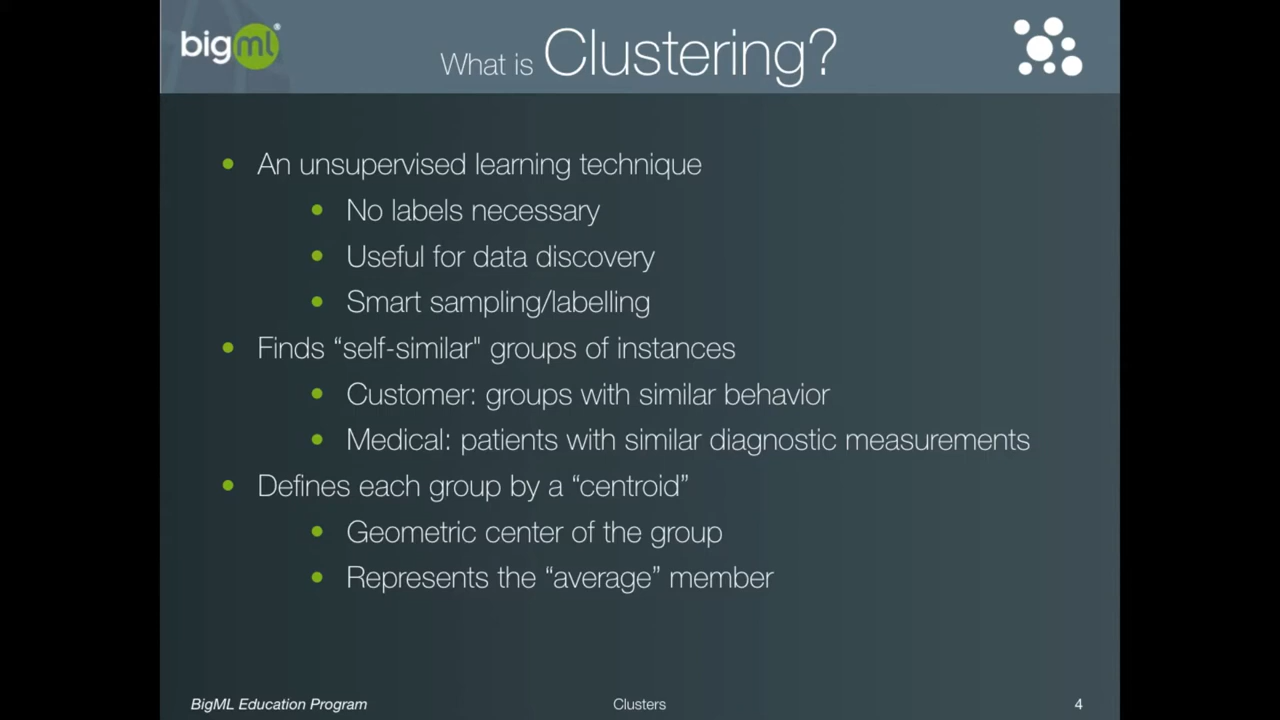 bigml®
What is Clustering?
• An unsupervised learning technique
• No labels necessary
• Useful for data discovery
• Smart sampling/labelling
• Finds “self-similar" groups of instances
• Customer: groups with similar behavior
• Medical: patients with similar diagnostic measurements
• Defines each group by a “centroid”
• Geometric center of the group
• Represents the “average” member
BigML Education Program
Clusters
4